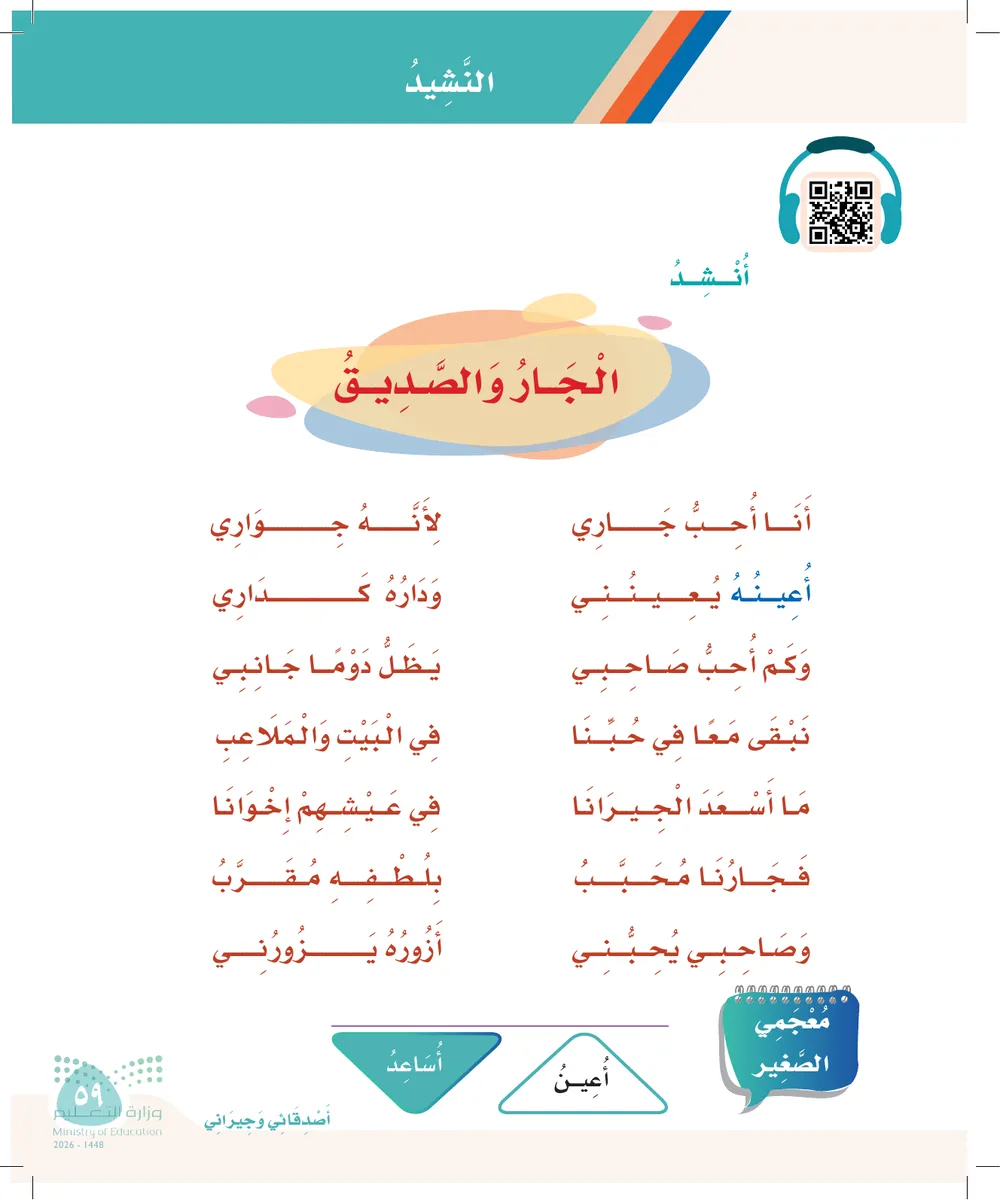 النَّشِيدُ
أُنْشِدُ
الْجَارُ وَالصَّدِيقُ
أَنَا أُحِبُّ جَارِي لِأَنَّهُ جِوَارِي
أُعِينُهُ يُعِينُنِي وَدَارُهُ كَدَارِي
وَكَمْ أُحِبُّ صَاحِبِي يَظَلُّ دَوْمًا جَانِبِي
نَبْقَى مَعًا فِي حُبِّنَا فِي الْبَيْتِ وَالْمَلَاعِبِ
مَا أَسْعَدَ الْجِيرَانَا فِي عَيْشِهِمْ إِخْوَانَا
فَجَارُنَا مُحَبَّبُ بِلُطْفِهِ مُقَرَّبُ
وَصَاحِبِي يُحِبُّنِي أَزُورُهُ يَزُورُنِي
مُعْجَمِي
الصَّغِير
أُعِينُ أُسَاعِدُ
أَصْدِقَائِي وَجِيرَانِي
٥٩
وزارة التعليم
Ministry of Education
2026 - 1448